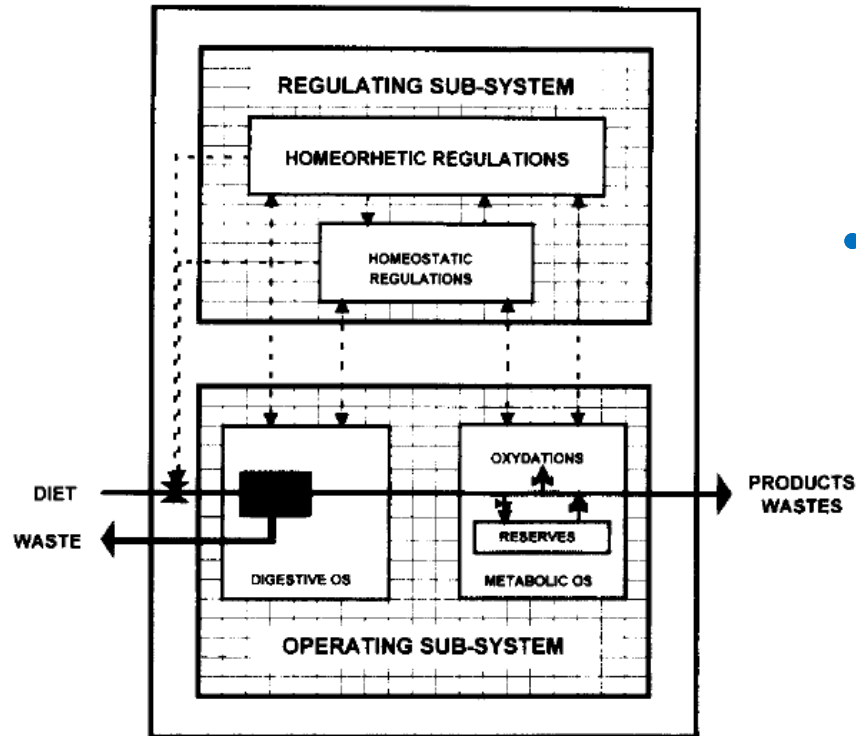 REGULATING SUB-SYSTEM
HOMEORHETIC REGULATIONS
HOMEOSTATIC
REGULATIONS
OXYDATIONS
DIET
PRODUCTS
WASTES
WASTE
RESERVES
DIGESTIVE OS
METABOLIC OS
OPERATING SUB-SYSTEM